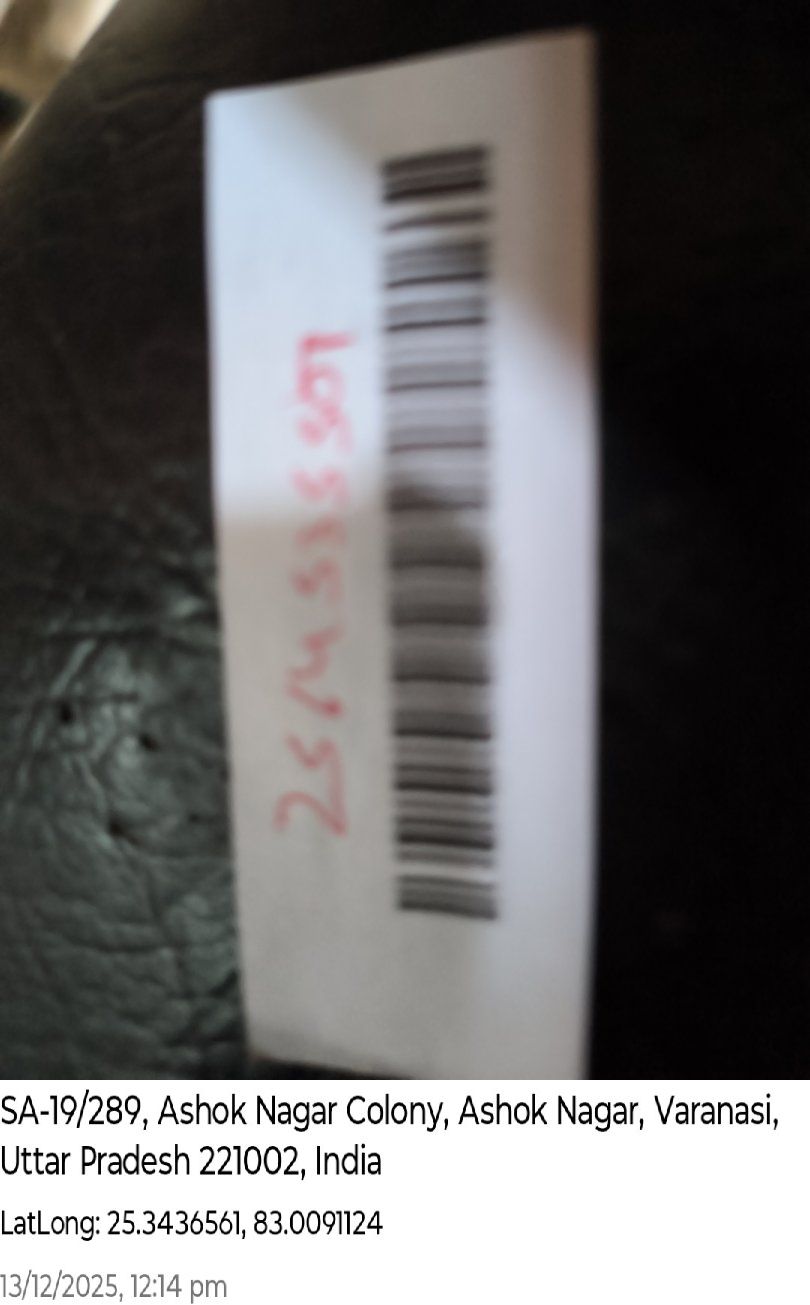 SA-19/289, Ashok Nagar Colony, Ashok Nagar, Varanasi,
Uttar Pradesh 221002, India
LatLong: 25.3436561, 83.0091124
13/12/2025, 12:14 pm